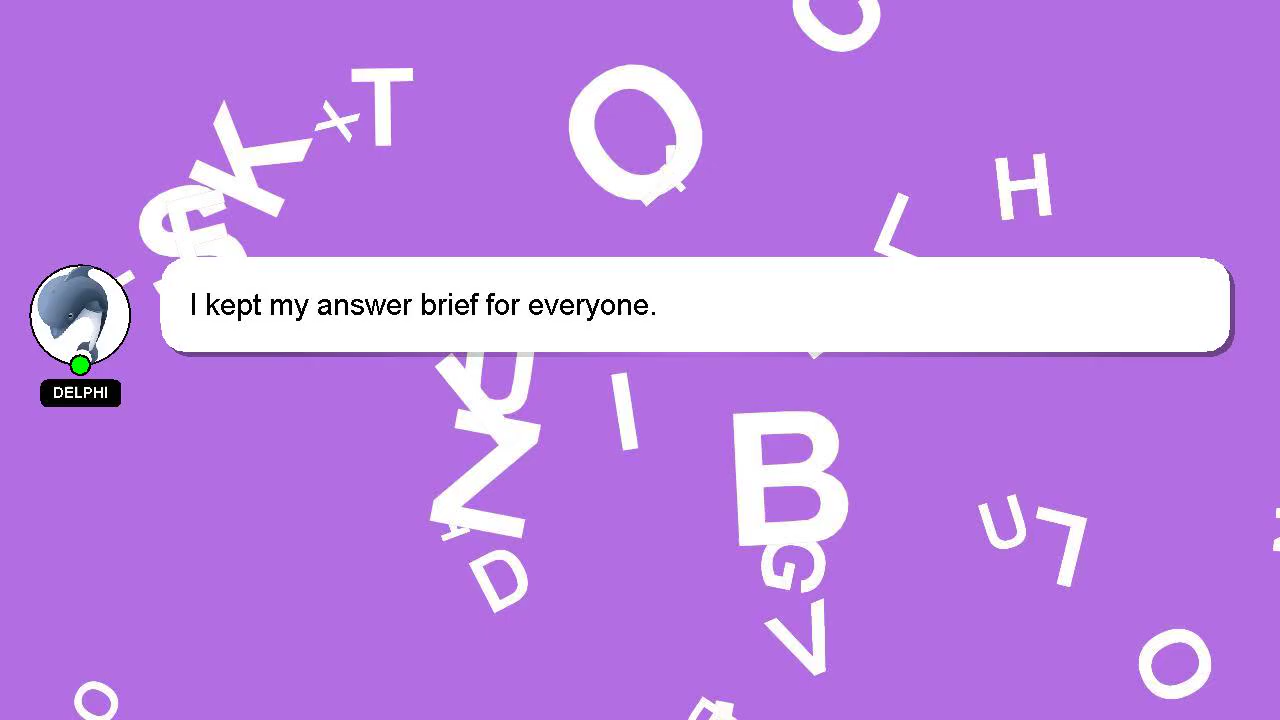 I kept my answer brief for everyone.
DELPHI
T
X
K
S
E
O
C
H
L
U
N
I
B
D
G
V
U
L
O
O